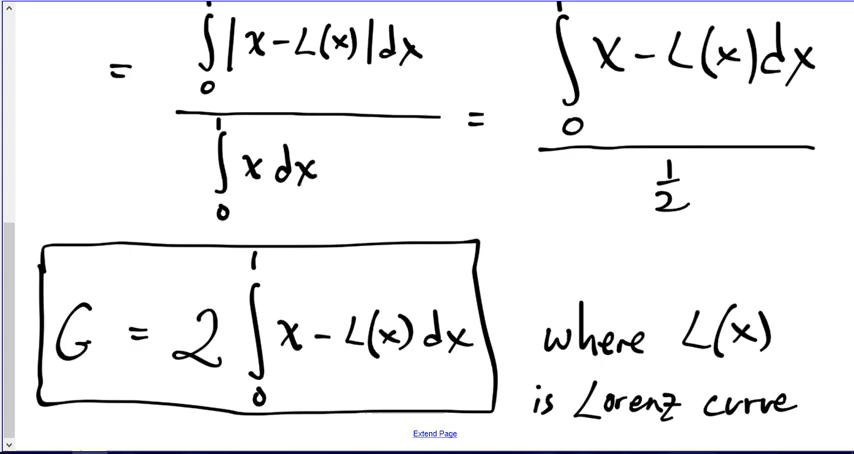 = ∫₀¹ |x - L(x)| dx / ∫₀¹ x dx = ∫₀¹ x - L(x) dx / (1/2)
G = 2 ∫₀¹ x - L(x) dx where L(x)
is Lorenz curve
Extend Page